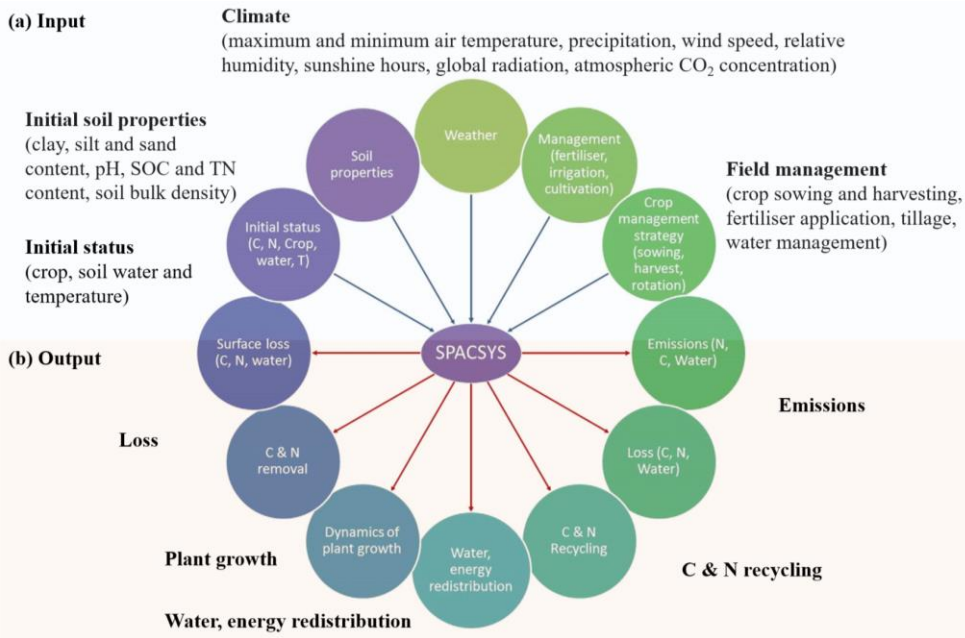 (a) Input
Climate
(maximum and minimum air temperature, precipitation, wind speed, relative
humidity, sunshine hours, global radiation, atmospheric CO₂ concentration)
Initial soil properties
(clay, silt and sand
content, pH, SOC and TN
content, soil bulk density)
Initial status
(crop, soil water and
temperature)
Field management
(crop sowing and harvesting,
fertiliser application, tillage,
water management)
Weather
Soil
properties
Management
(fertiliser,
irrigation,
cultivation)
Initial status
(C, N, Crop,
water, T)
Crop
management
strategy
(sowing,
harvest,
rotation)
(b) Output
Surface loss
(C, N, water)
SPACSYS
Emissions (N,
C, Water)
Emissions
Loss
C & N
removal
Loss (C, N,
Water)
Dynamics of
plant growth
Water,
energy
redistribution
C & N
Recycling
Plant growth
C & N recycling
Water, energy redistribution